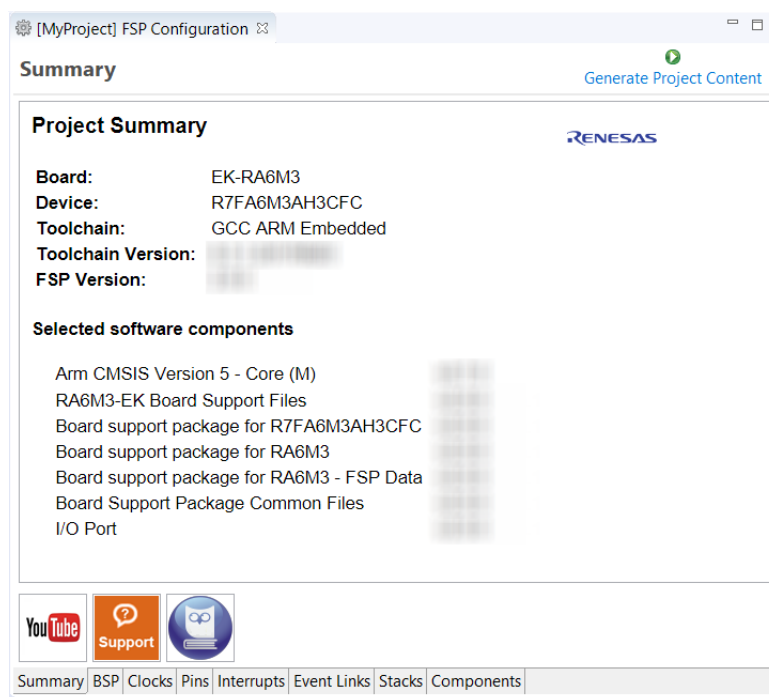 [MyProject] FSP Configuration
Summary
Generate Project Content
Project Summary
RENESAS
Board: EK-RA6M3
Device: R7FA6M3AH3CFC
Toolchain: GCC ARM Embedded
Toolchain Version:
FSP Version:
Selected software components
Arm CMSIS Version 5 - Core (M)
RA6M3-EK Board Support Files
Board support package for R7FA6M3AH3CFC
Board support package for RA6M3
Board support package for RA6M3 - FSP Data
Board Support Package Common Files
I/O Port
YouTube
Support
Summary BSP Clocks Pins Interrupts Event Links Stacks Components